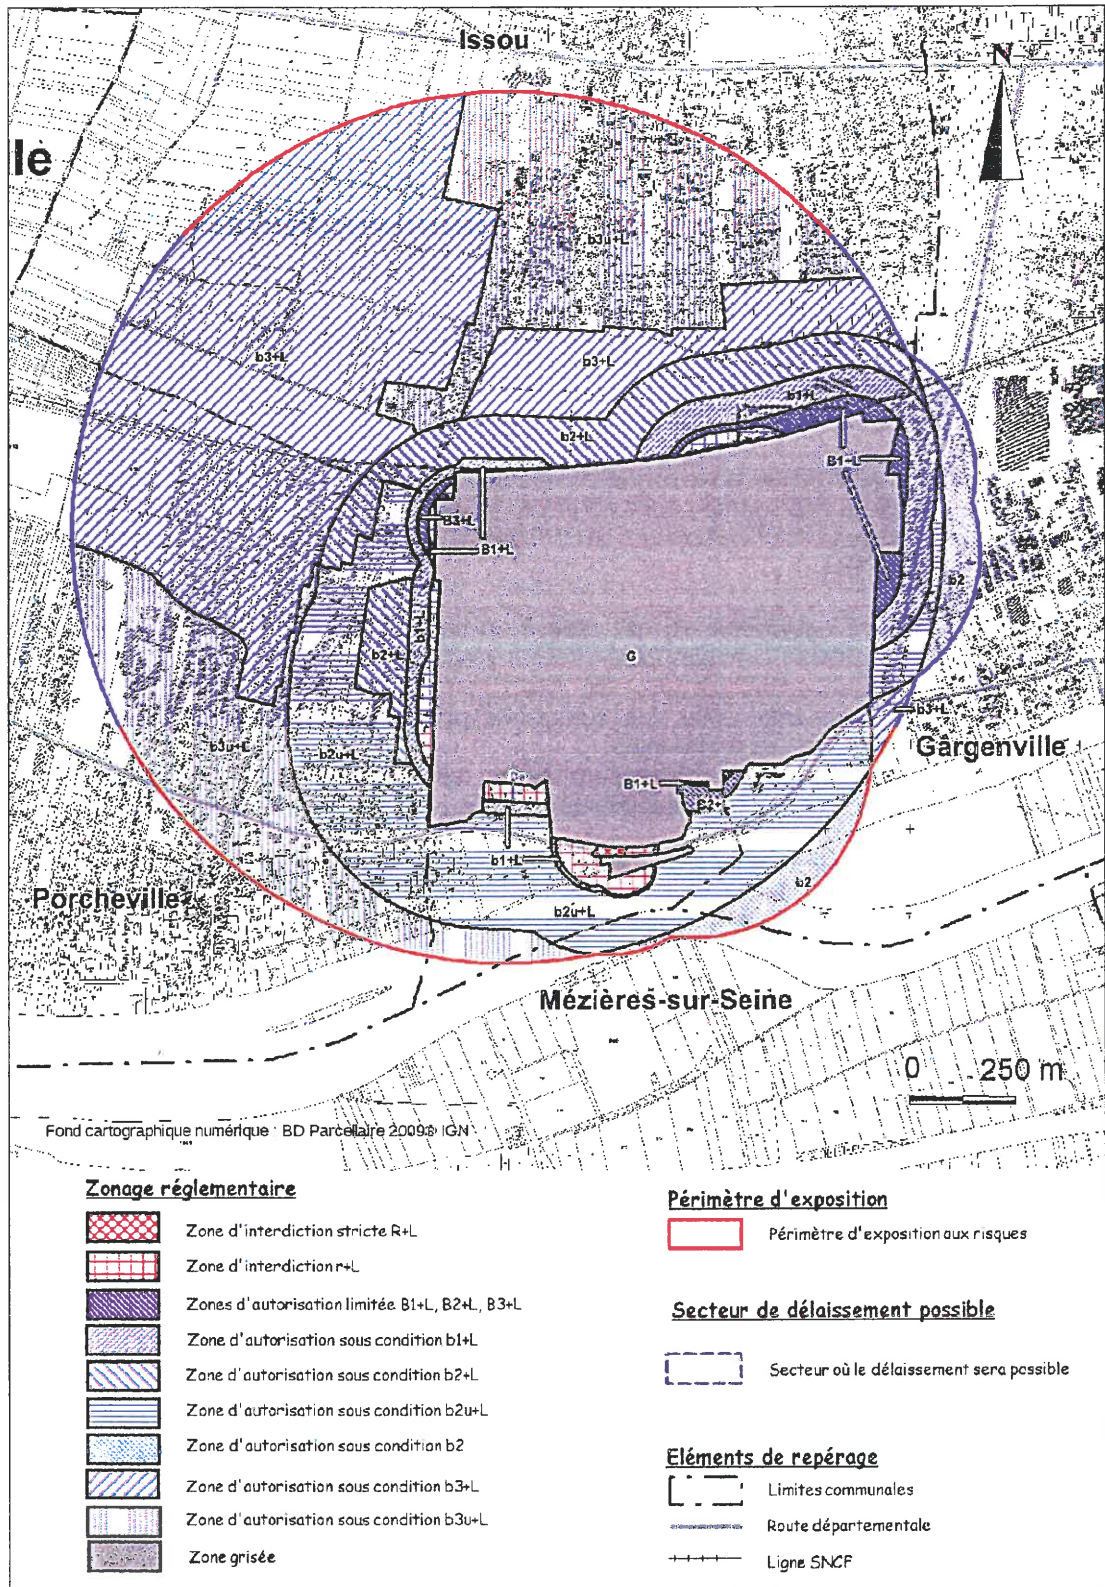 Issou
N
le
b3u+L
b3+L
b3+L
b1+L
b2+L
B1+L
B3+L
B1+L
b2
b1+L
b2+L
G
b3+L
b3u+L
b2u+L
Gargenville
B1+L
B2+L
De
b1+L
b2
Porcheville
b2u+L
Mézières-sur-Seine
0 250 m
Fond cartographique numérique : BD Parcellaire 2009© IGN
Zonage réglementaire
Zone d'interdiction stricte R+L
Zone d'interdiction r+L
Zones d'autorisation limitée B1+L, B2+L, B3+L
Zone d'autorisation sous condition b1+L
Zone d'autorisation sous condition b2+L
Zone d'autorisation sous condition b2u+L
Zone d'autorisation sous condition b2
Zone d'autorisation sous condition b3+L
Zone d'autorisation sous condition b3u+L
Zone grisée
Périmètre d'exposition
Périmètre d'exposition aux risques
Secteur de délaissement possible
Secteur où le délaissement sera possible
Eléments de repérage
Limites communales
Route départementale
Ligne SNCF